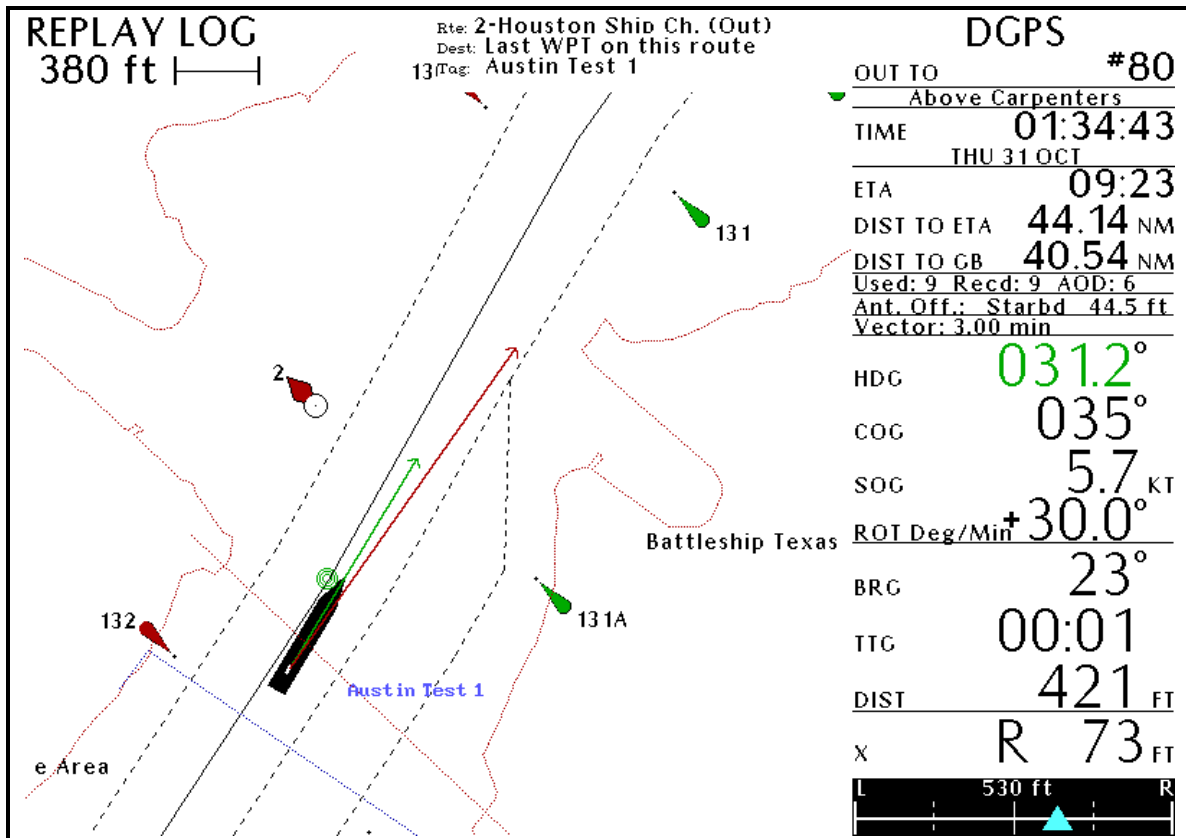 REPLAY LOG
380 ft
Rte: 2-Houston Ship Ch. (Out)
Dest: Last WPT on this route
Tag: Austin Test 1
13
131
2
Battleship Texas
131A
132
Austin Test 1
e Area
DGPS
OUT TO #80
Above Carpenters
TIME 01:34:43
THU 31 OCT
ETA 09:23
DIST TO ETA 44.14 NM
DIST TO GB 40.54 NM
Used: 9 Recd: 9 AOD: 6
Ant. Off.: Starbd 44.5 ft
Vector: 3.00 min
HDG 031.2°
COG 035°
SOG 5.7 KT
ROT Deg/Min +30.0°
BRG 23°
TTG 00:01
DIST 421 FT
X R 73 FT
L 530 ft R